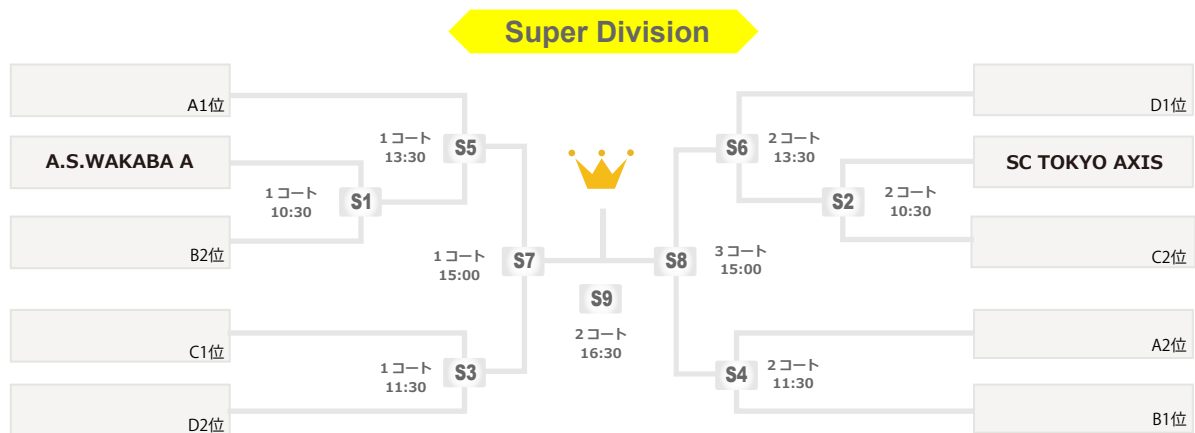 Super Division
A1位
A.S.WAKABA A
B2位
C1位
D2位
1コート
10:30
S1
1コート
13:30
S5
1コート
11:30
S3
1コート
15:00
S7
S9
2コート
16:30
S8
3コート
15:00
S6
2コート
13:30
S4
2コート
11:30
S2
2コート
10:30
D1位
SC TOKYO AXIS
C2位
A2位
B1位